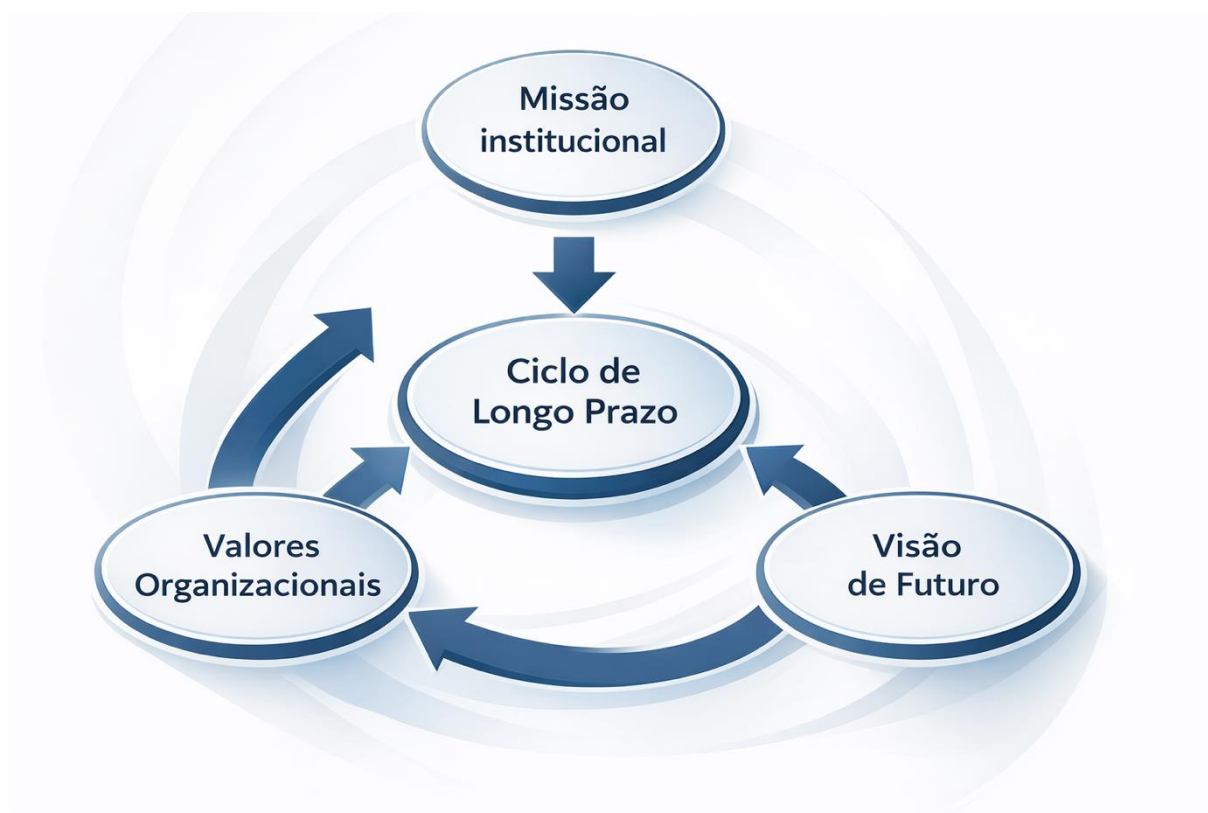 Missão
institucional
Ciclo de
Longo Prazo
Valores
Organizacionais
Visão
de Futuro